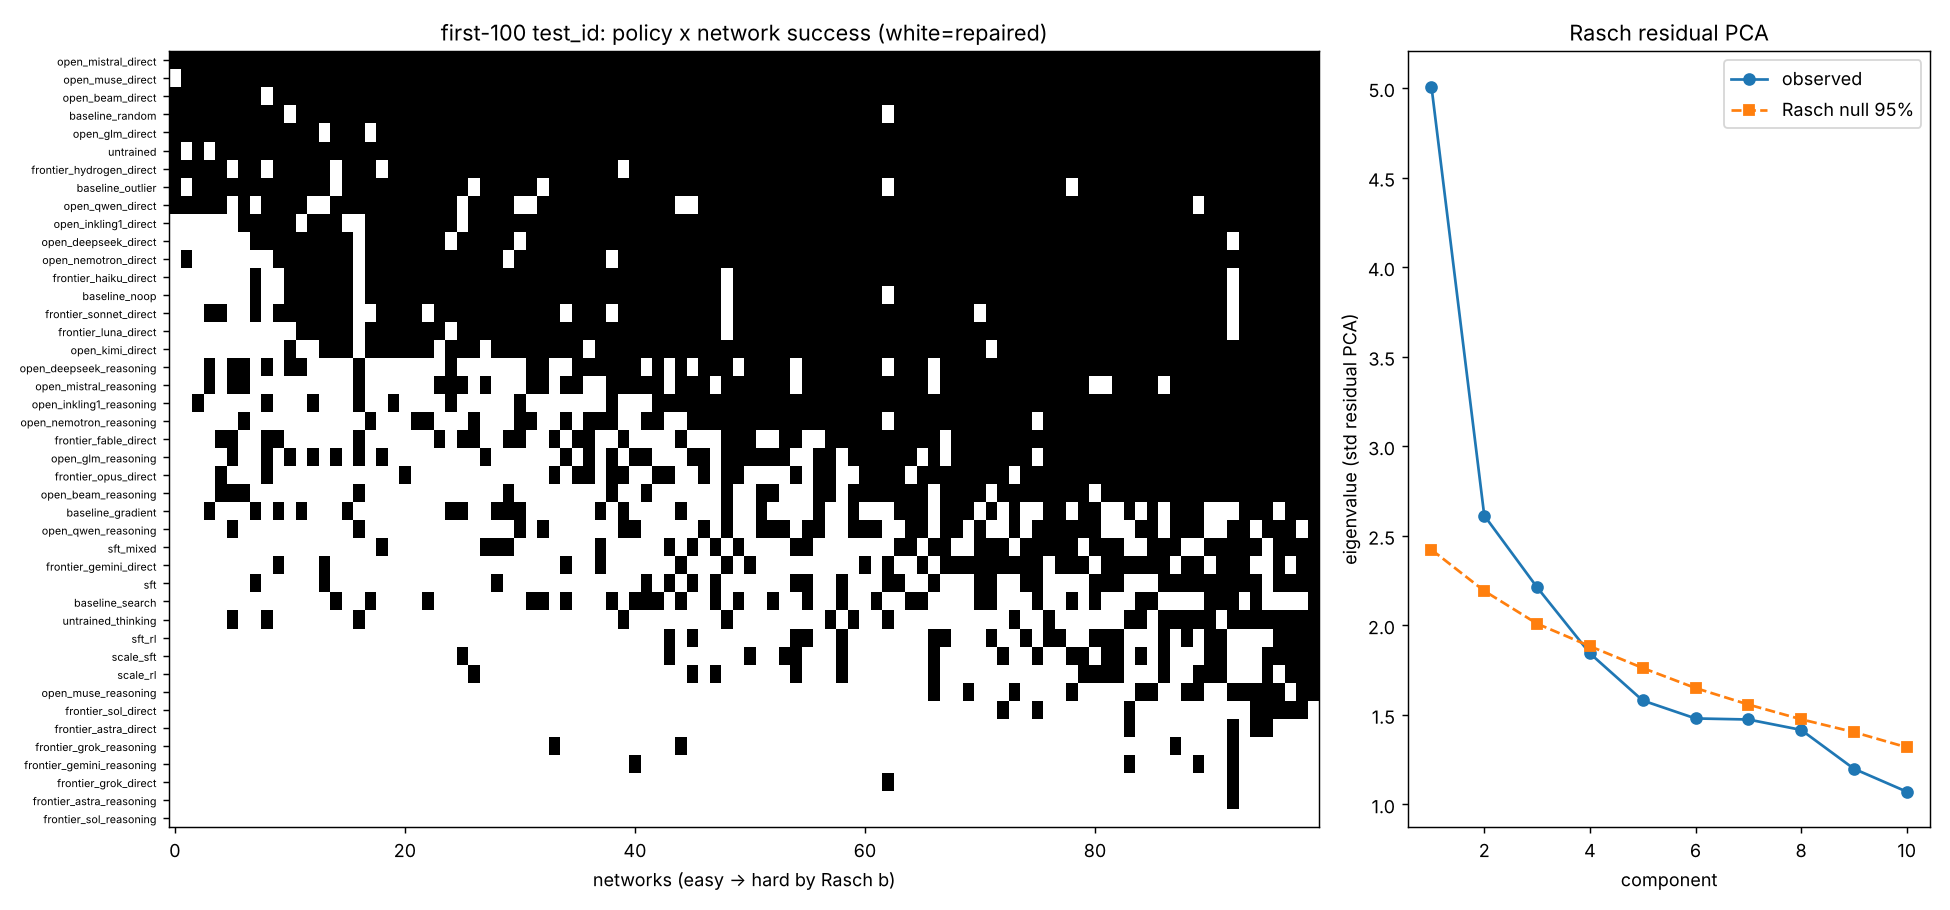 first-100 test_id: policy x network success (white=repaired)
open_mistral_direct
open_muse_direct
open_beam_direct
baseline_random
open_glm_direct
untrained
frontier_hydrogen_direct
baseline_outlier
open_qwen_direct
open_inkling1_direct
open_deepseek_direct
open_nemotron_direct
frontier_haiku_direct
baseline_noop
frontier_sonnet_direct
frontier_luna_direct
open_kimi_direct
open_deepseek_reasoning
open_mistral_reasoning
open_inkling1_reasoning
open_nemotron_reasoning
frontier_fable_direct
open_glm_reasoning
frontier_opus_direct
open_beam_reasoning
baseline_gradient
open_qwen_reasoning
sft_mixed
frontier_gemini_direct
sft
baseline_search
untrained_thinking
sft_rl
scale_sft
scale_rl
open_muse_reasoning
frontier_sol_direct
frontier_astra_direct
frontier_grok_reasoning
frontier_gemini_reasoning
frontier_grok_direct
frontier_astra_reasoning
frontier_sol_reasoning
0 20 40 60 80
networks (easy → hard by Rasch b)
Rasch residual PCA
observed
Rasch null 95%
eigenvalue (std residual PCA)
5.0
4.5
4.0
3.5
3.0
2.5
2.0
1.5
1.0
2 4 6 8 10
component